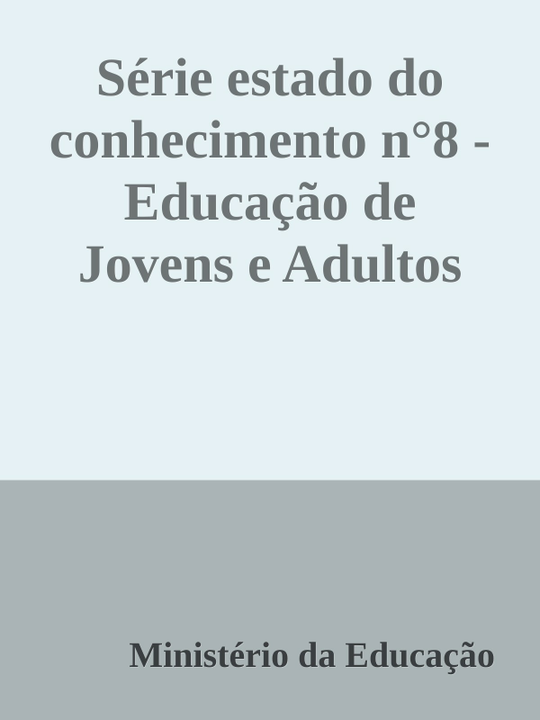 Série estado do
conhecimento n°8 -
Educação de
Jovens e Adultos
Ministério da Educação